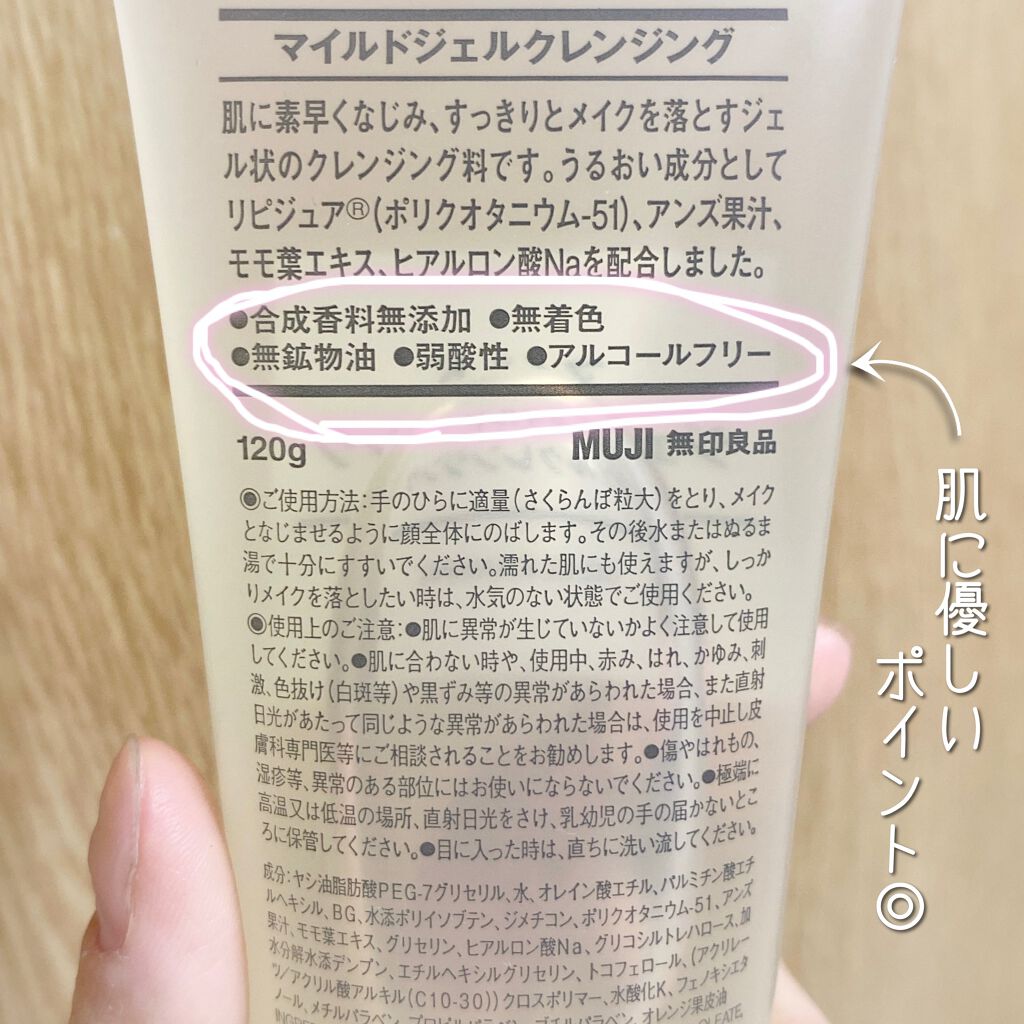 マイルドジェルクレンジング
肌に素早くなじみ、すっきりとメイクを落とすジェ
ル状のクレンジング料です。うるおい成分として
リピジュア®(ポリクオタニウム-51)、アンズ果汁、
モモ葉エキス、ヒアルロン酸Naを配合しました。
●合成香料無添加 ●無着色
●無鉱物油 ●弱酸性 ●アルコールフリー
120g MUJI 無印良品
◉ご使用方法:手のひらに適量(さくらんぼ粒大)をとり、メイク
となじませるように顔全体にのばします。その後水またはぬるま
湯で十分にすすいでください。濡れた肌にも使えますが、しっか
りメイクを落としたい時は、水気のない状態でご使用ください。
◉使用上のご注意:●肌に異常が生じていないかよく注意して使用
してください。●肌に合わない時や、使用中、赤み、はれ、かゆみ、刺
激、色抜け(白斑等)や黒ずみ等の異常があらわれた場合、また直射
日光があたって同じような異常があらわれた場合は、使用を中止し皮
膚科専門医等にご相談されることをお勧めします。●傷やはれもの、
湿疹等、異常のある部位にはお使いにならないでください。●極端に
高温又は低温の場所、直射日光をさけ、乳幼児の手の届かないとこ
ろに保管してください。●目に入った時は、直ちに洗い流してください。
成分:ヤシ油脂肪酸PEG-7グリセリル、水、オレイン酸エチル、パルミチン酸エチ
ルヘキシル、BG、水添ポリイソブテン、ジメチコン、ポリクオタニウム-51、アンズ
果汁、モモ葉エキス、グリセリン、ヒアルロン酸Na、グリコシルトレハロース、加
水分解水添デンプン、エチルヘキシルグリセリン、トコフェロール、(アクリレー
ツ/アクリル酸アルキル(C10-30))クロスポリマー、水酸化K、フェノキシエタ
ノール、メチルパラベン、プロピルパラベン、ブチルパラベン、オレンジ果皮油
肌に優しい
ポイント◎